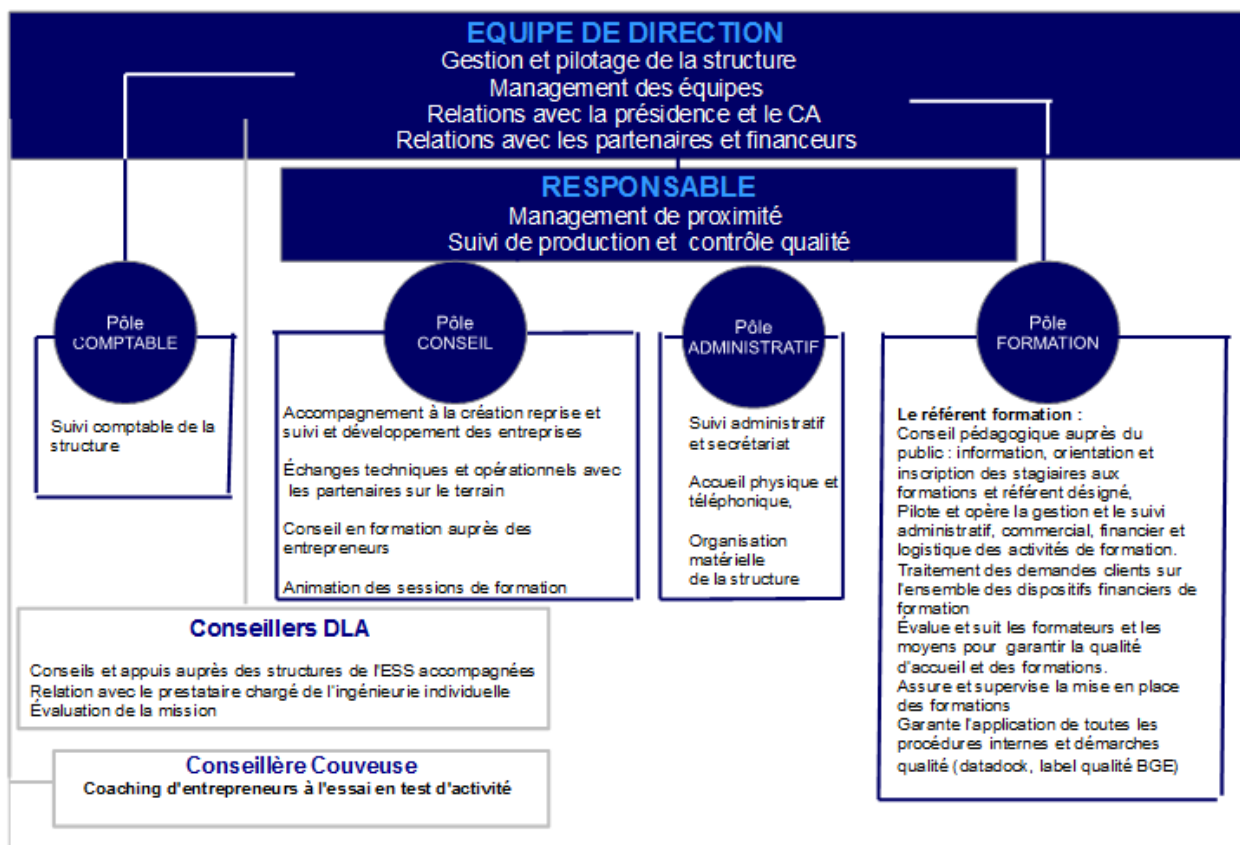 EQUIPE DE DIRECTION
Gestion et pilotage de la structure
Management des équipes
Relations avec la présidence et le CA
Relations avec les partenaires et financeurs
RESPONSABLE
Management de proximité
Suivi de production et contrôle qualité
Pôle
COMPTABLE
Suivi comptable de la
structure
Pôle
CONSEIL
Accompagnement à la création reprise et
suivi et développement des entreprises
Échanges techniques et opérationnels avec
les partenaires sur le terrain
Conseil en formation auprès des
entrepreneurs
Animation des sessions de formation
Pôle
ADMINISTRATIF
Suivi administratif
et secrétariat
Accueil physique et
téléphonique,
Organisation
matérielle
de la structure
Pôle
FORMATION
Le référent formation :
Conseil pédagogique auprès du
public : information, orientation et
inscription des stagiaires aux
formations et référent désigné,
Pilote et opère la gestion et le suivi
administratif, commercial, financier et
logistique des activités de formation.
Traitement des demandes clients sur
l'ensemble des dispositifs financiers de
formation
Évalue et suit les formateurs et les
moyens pour garantir la qualité
d'accueil et des formations.
Assure et supervise la mise en place
des formations
Garante l'application de toutes les
procédures internes et démarches
qualité (datadock, label qualité BGE)
Conseillers DLA
Conseils et appuis auprès des structures de l'ESS accompagnées
Relation avec le prestataire chargé de l'ingénieurie individuelle
Évaluation de la mission
Conseillère Couveuse
Coaching d'entrepreneurs à l'essai en test d'activité